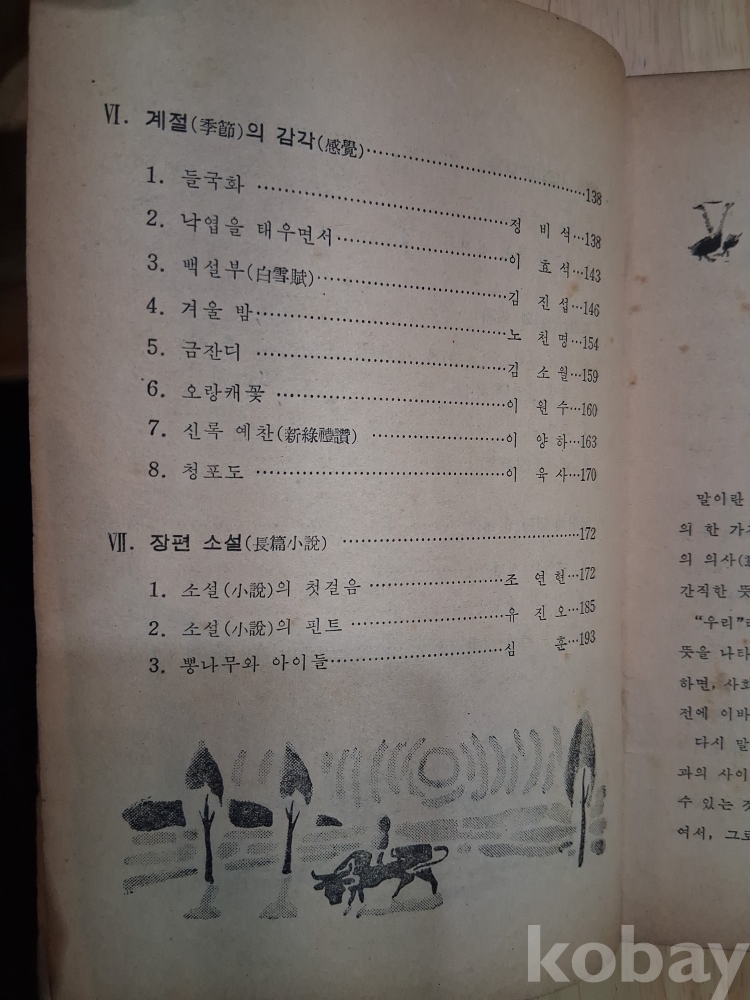 Ⅵ. 계절(季節)의 감각(感覺)……138
1. 들국화 ……정 비 석…138
2. 낙엽을 태우면서……이 효 석…143
3. 백설부(白雪賦)……김 진 섭…146
4. 겨울 밤……노 천 명…154
5. 금잔디 ……김 소 월…159
6. 오랑캐꽃 ……이 원 수…160
7. 신록 예찬(新綠禮讚) ……이 양 하…163
8. 청포도 ……이 육 사…170
Ⅶ. 장편 소설(長篇小說) ……172
1. 소설(小說)의 첫걸음 ……조 연 현…172
2. 소설(小說)의 핀트 ……유 진 오…185
3. 뽕나무와 아이들……심 훈…193
말이란
의 한 가
의 의사(
간직한 뜻
"우리"
뜻을 나타
하면, 사회
전에 이바
다시 말
과의 사이
수 있는 것
여서, 그
kobay